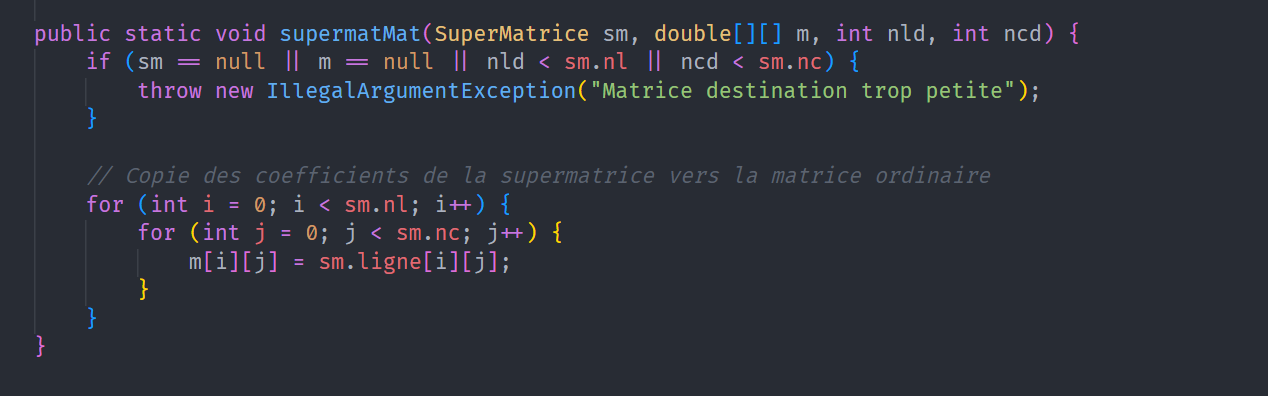 public static void supermatMat(SuperMatrice sm, double[][] m, int nld, int ncd) {
    if (sm == null || m == null || nld < sm.nl || ncd < sm.nc) {
        throw new IllegalArgumentException("Matrice destination trop petite");
    }

    // Copie des coefficients de la supermatrice vers la matrice ordinaire
    for (int i = 0; i < sm.nl; i++) {
        for (int j = 0; j < sm.nc; j++) {
            m[i][j] = sm.ligne[i][j];
        }
    }
}